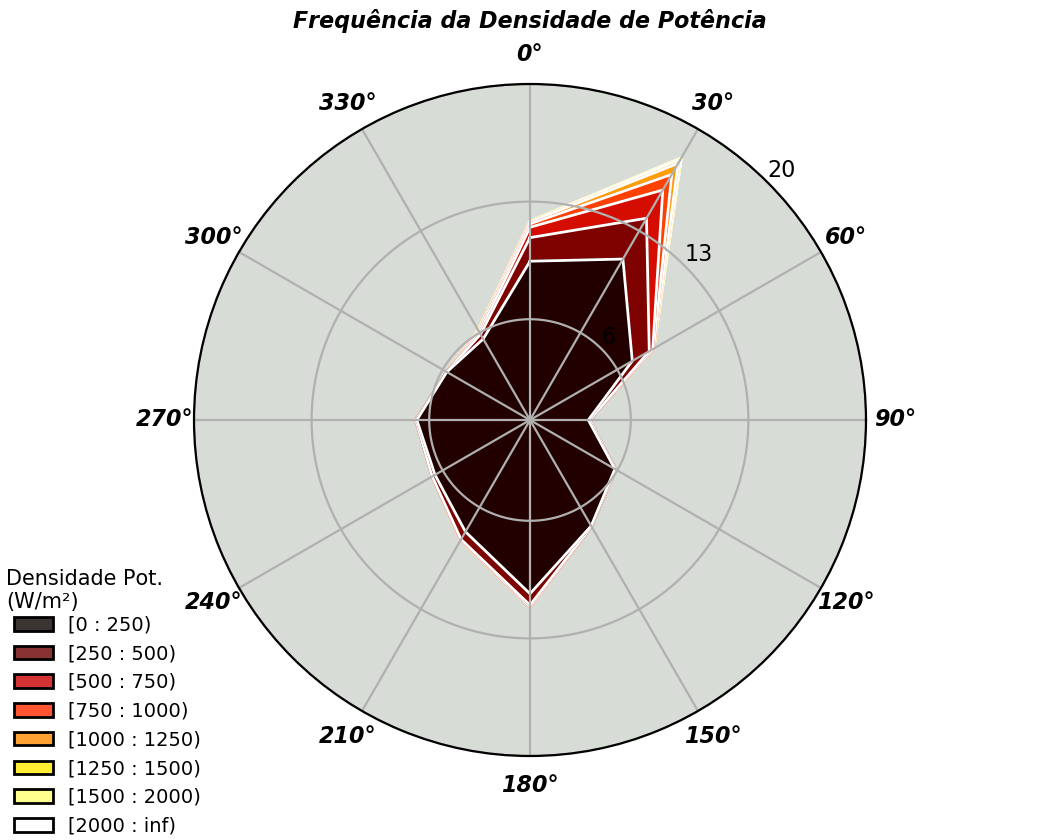 Frequência da Densidade de Potência
0°
330°
30°
20
300°
60°
13
6
270°
90°
240°
120°
210°
150°
180°
Densidade Pot.
(W/m²)
[0 : 250)
[250 : 500)
[500 : 750)
[750 : 1000)
[1000 : 1250)
[1250 : 1500)
[1500 : 2000)
[2000 : inf)